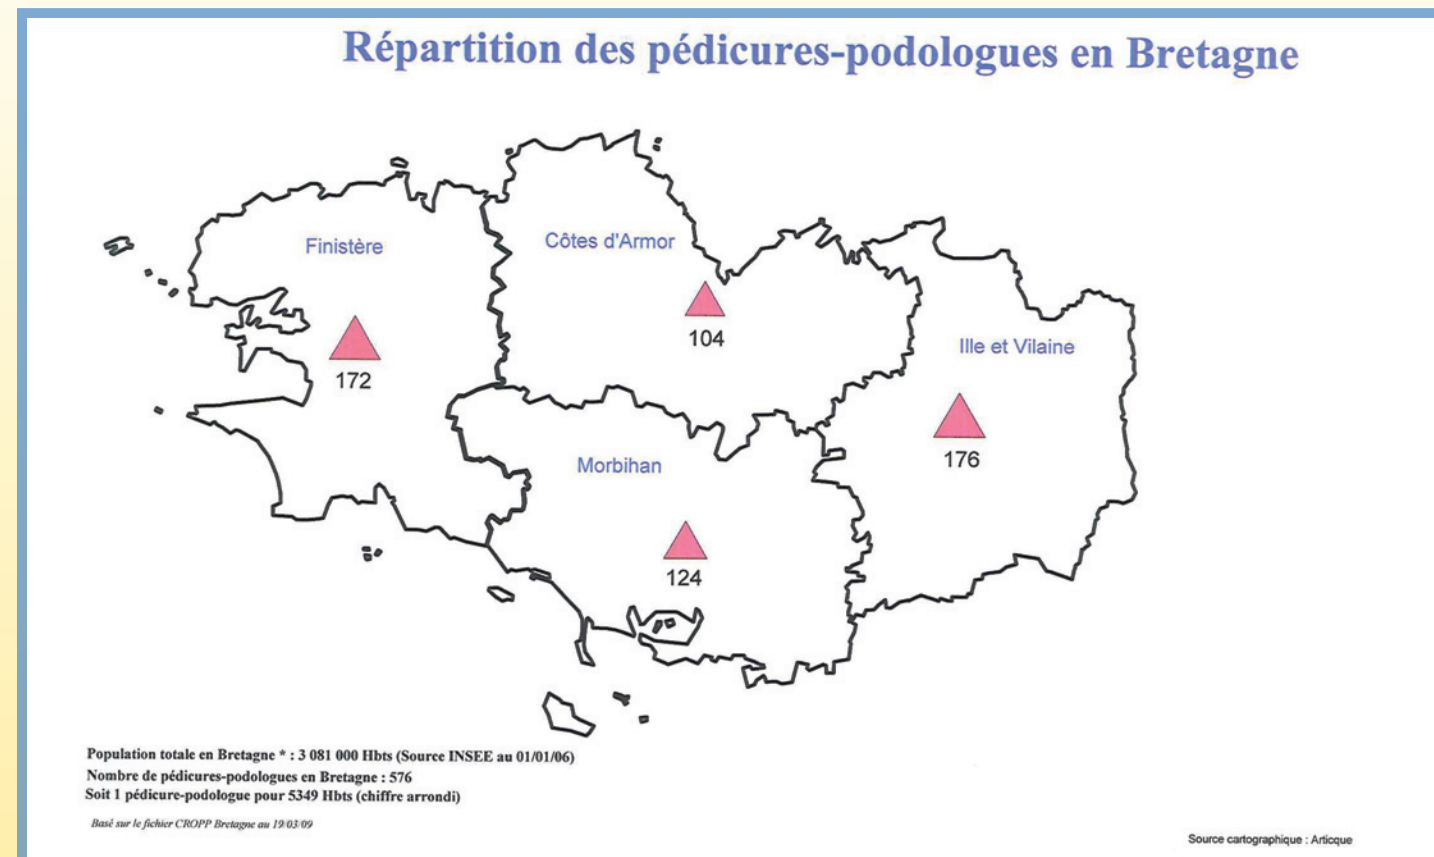 Répartition des pédicures-podologues en Bretagne
Finistère
Côtes d'Armor
Ille et Vilaine
104
172
176
Morbihan
124
Population totale en Bretagne * : 3 081 000 Hbts (Source INSEE au 01/01/06)
Nombre de pédicures-podologues en Bretagne : 576
Soit 1 pédicure-podologue pour 5349 Hbts (chiffre arrondi)
Basé sur le fichier CROPP Bretagne au 19/03/09
Source cartographique : Articque